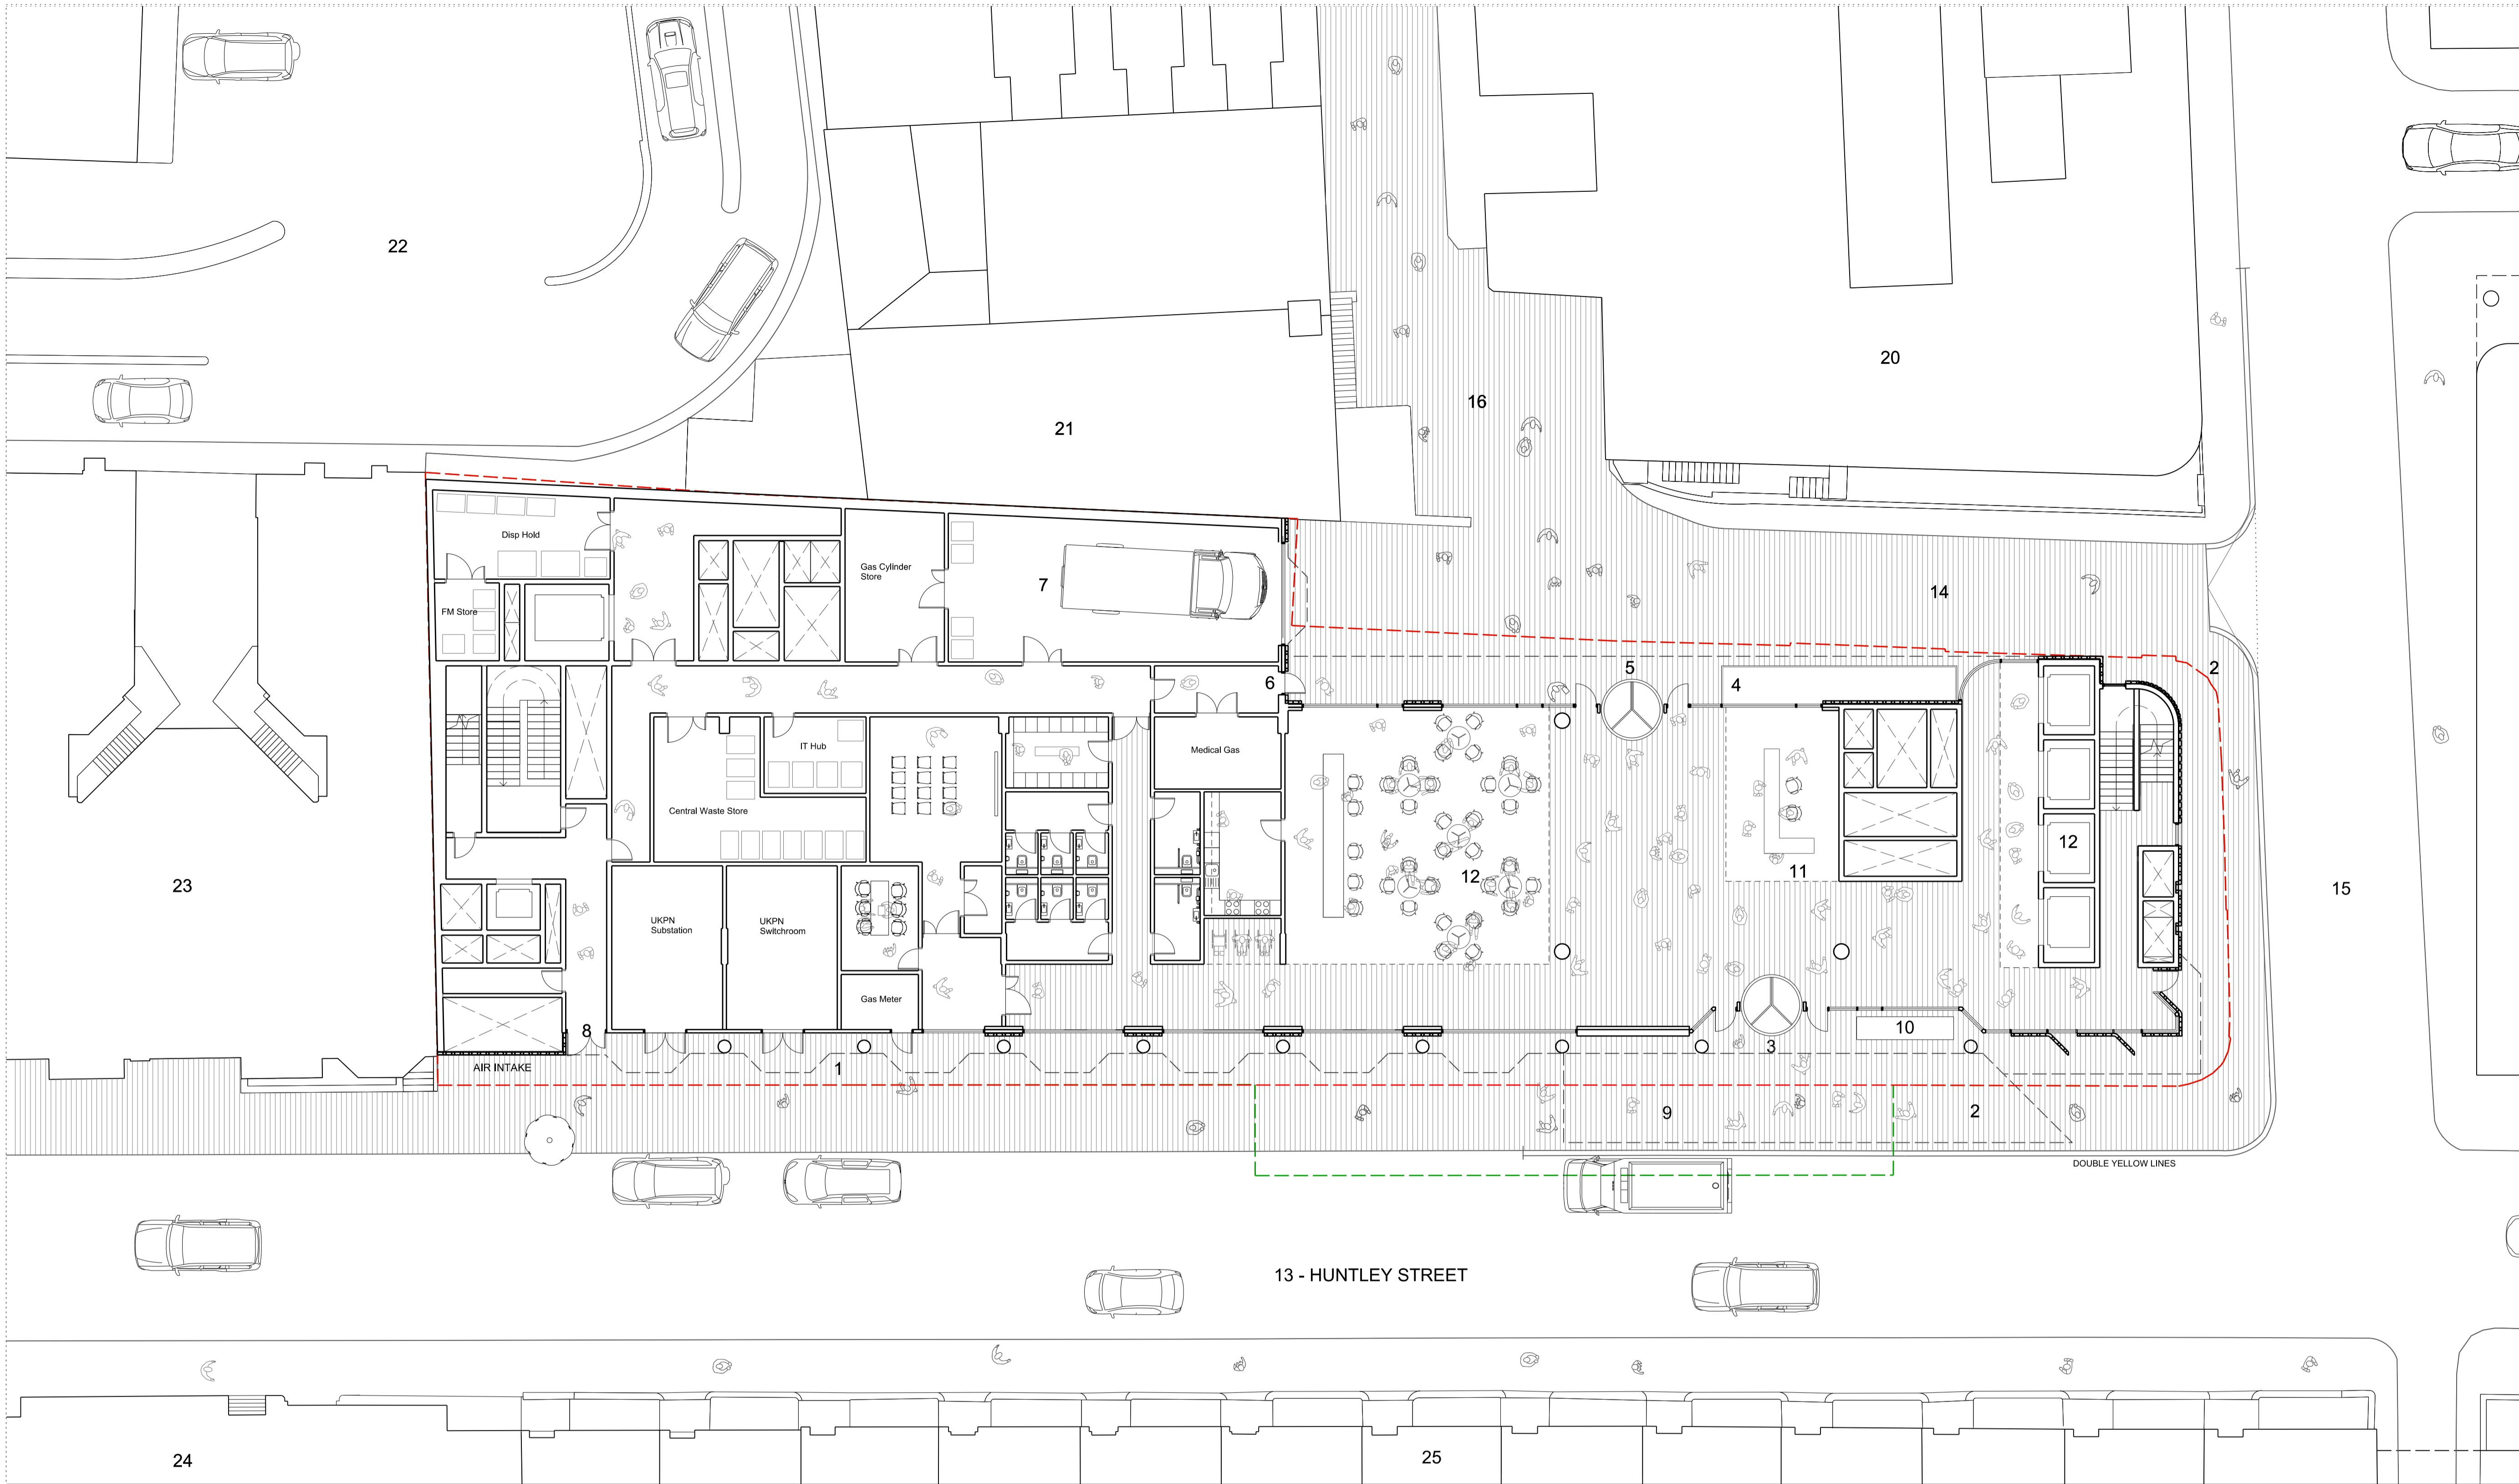 22
20
16
21
Disp Hold
Gas Cylinder
Store
7
14
FM Store
5
2
6
4
IT Hub
Medical Gas
Central Waste Store
12
12
11
23
15
UKPN
Substation
UKPN
Switchroom
Gas Meter
8
10
3
AIR INTAKE
1
9
2
DOUBLE YELLOW LINES
13 - HUNTLEY STREET
24
25